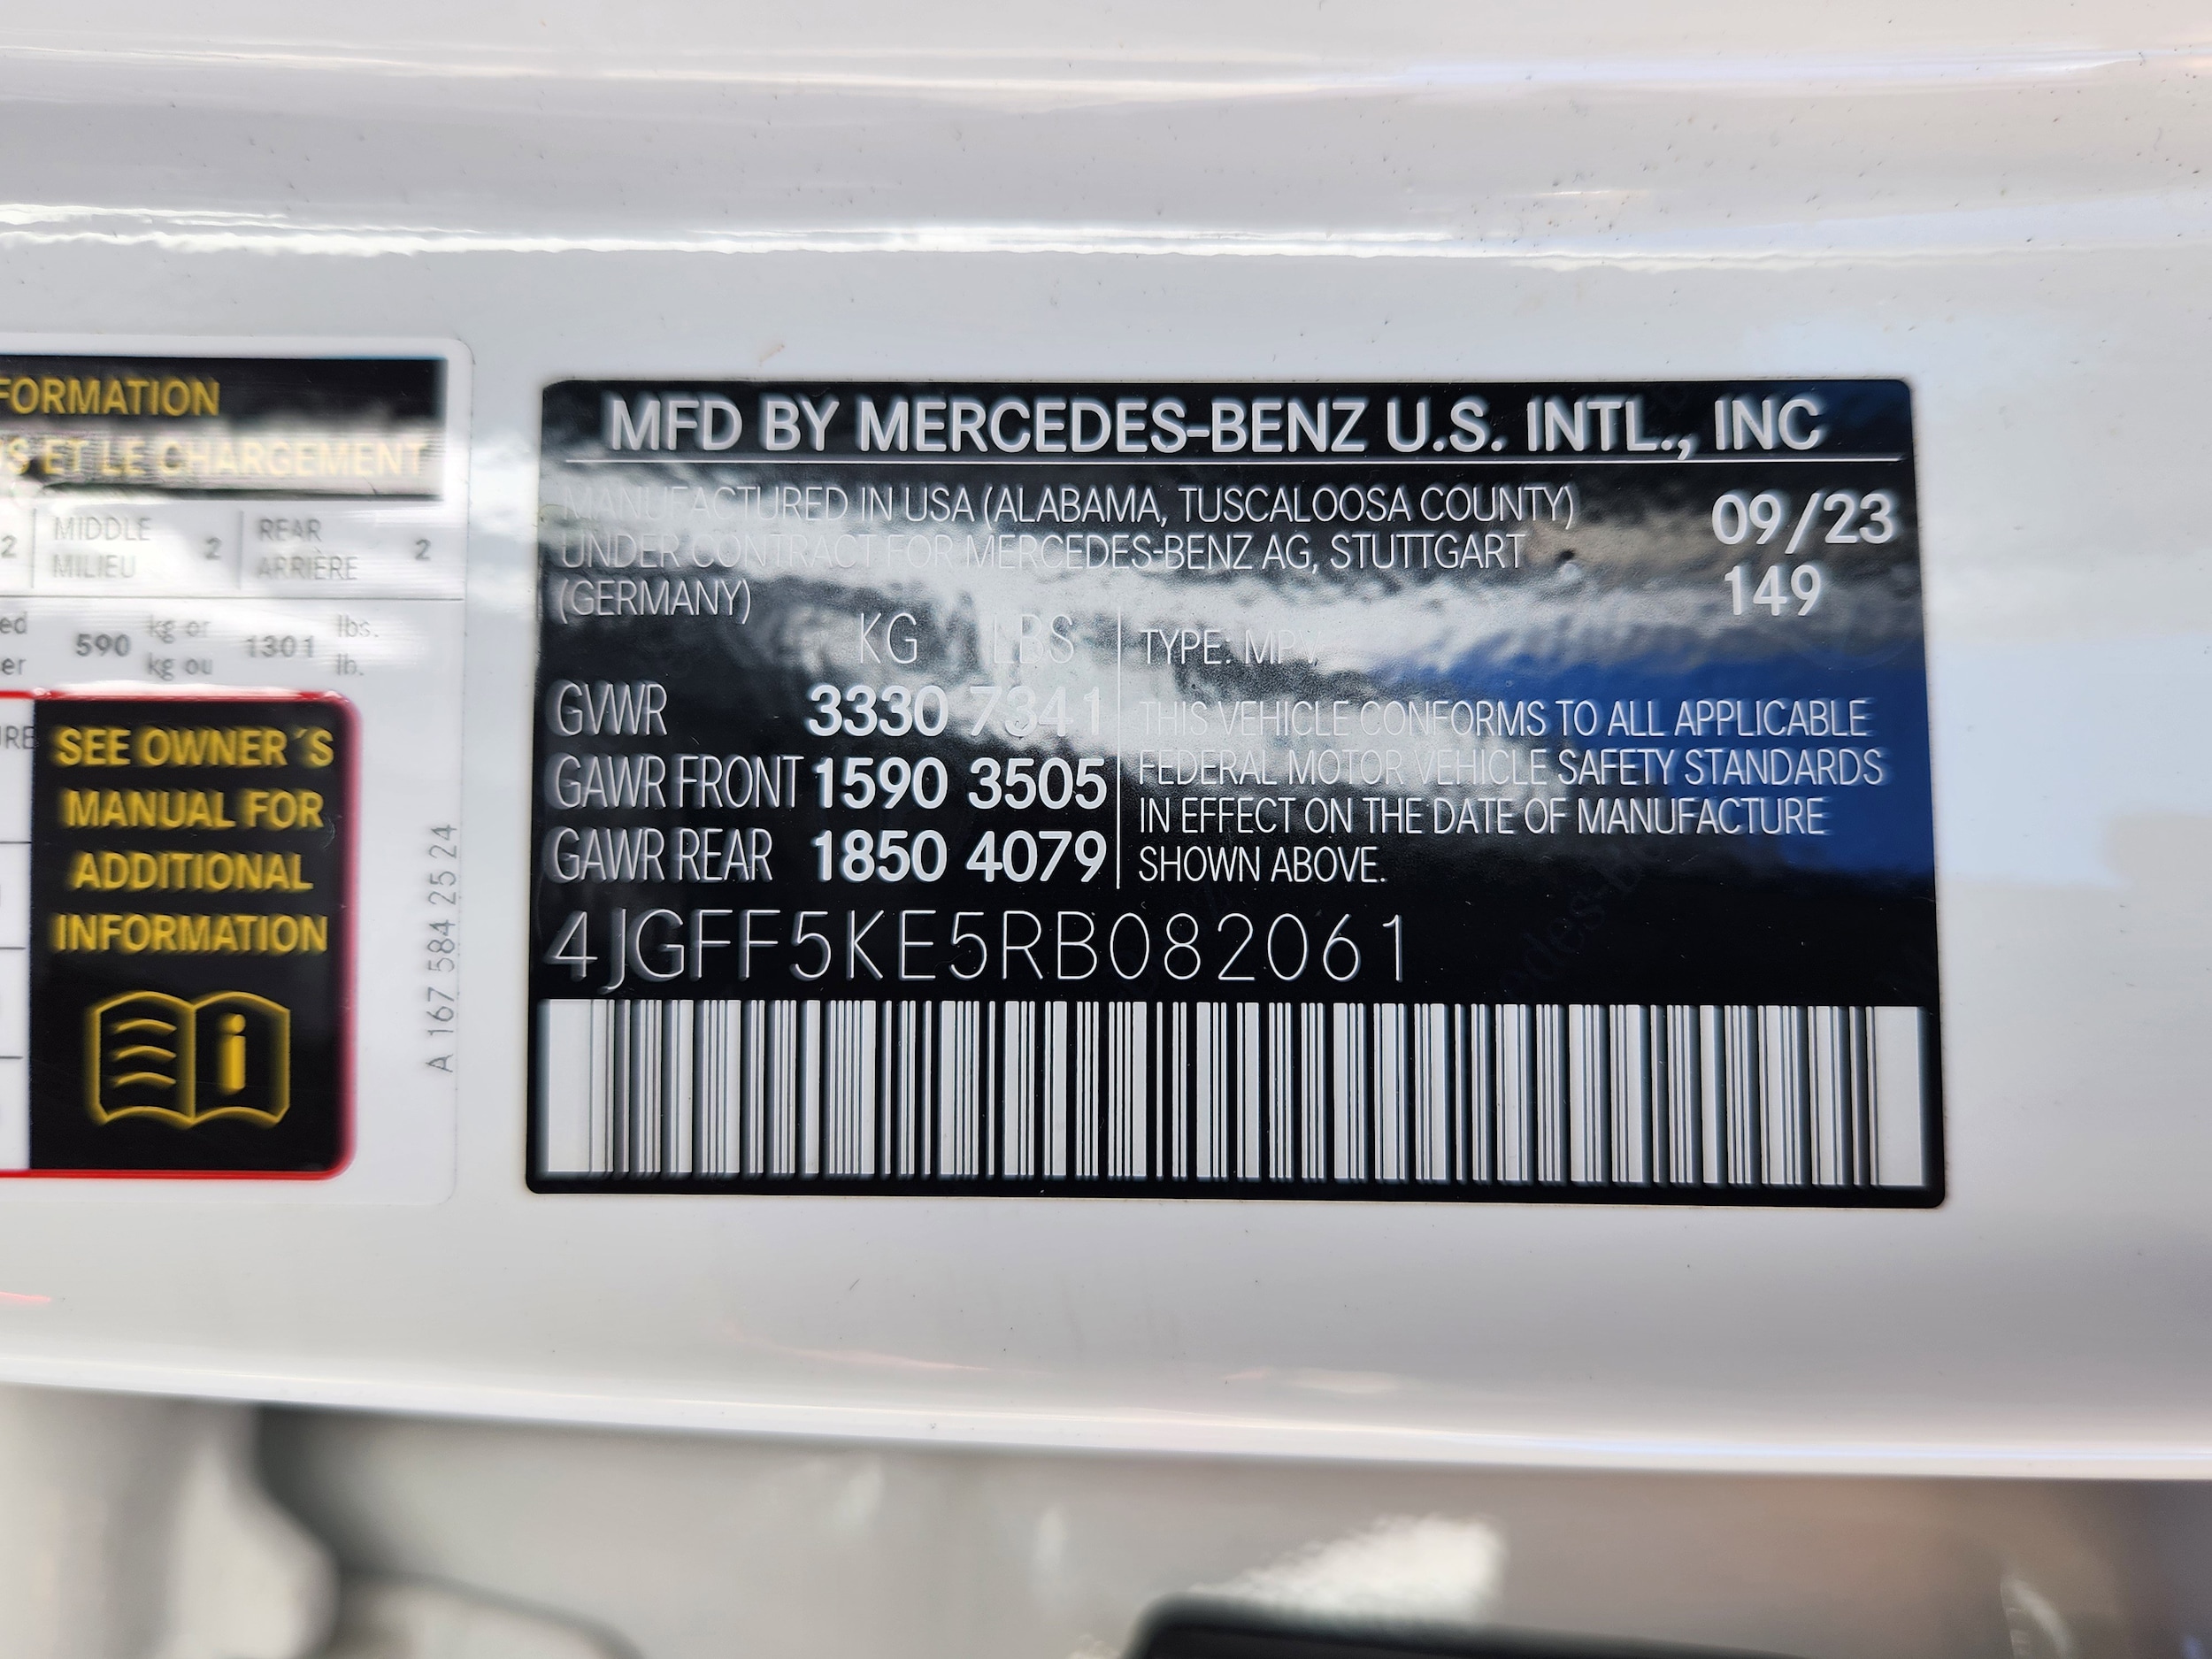 FORMATION
S ET LE CHARGEMENT
2 MIDDLE MILIEU 2 REAR ARRIÈRE 2
ed er 590 kg or kg ou 1301 lbs. lb.
URE
SEE OWNER´S
MANUAL FOR
ADDITIONAL
INFORMATION
i
A 167 584 25 24
MFD BY MERCEDES-BENZ U.S. INTL., INC
MANUFACTURED IN USA (ALABAMA, TUSCALOOSA COUNTY)
UNDER CONTRACT FOR MERCEDES-BENZ AG, STUTTGART
(GERMANY)
09/23
149
KG LBS
GVWR 3330 7341
GAWR FRONT 1590 3505
GAWR REAR 1850 4079
TYPE: MPV
THIS VEHICLE CONFORMS TO ALL APPLICABLE
FEDERAL MOTOR VEHICLE SAFETY STANDARDS
IN EFFECT ON THE DATE OF MANUFACTURE
SHOWN ABOVE.
4JGFF5KE5RB082061